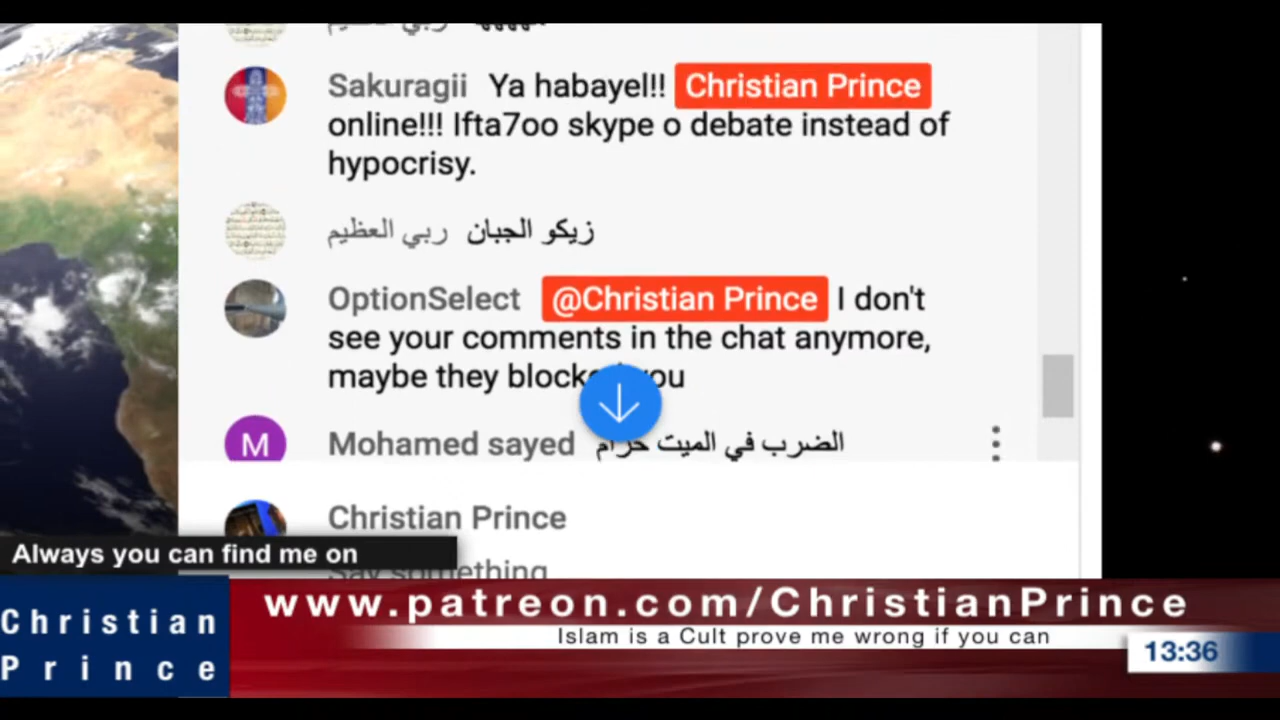 ربي العظيم
Sakuragii Ya habayel!! Christian Prince
online!!! Ifta7oo skype o debate instead of
hypocrisy.
ربي العظيم زيكو الجبان
OptionSelect @Christian Prince I don't
see your comments in the chat anymore,
maybe they blocked you
M Mohamed sayed الضرب في الميت حرام
Christian Prince
Say something
Always you can find me on
www.patreon.com/ChristianPrince
Islam is a Cult prove me wrong if you can
Christian
Prince
13:36